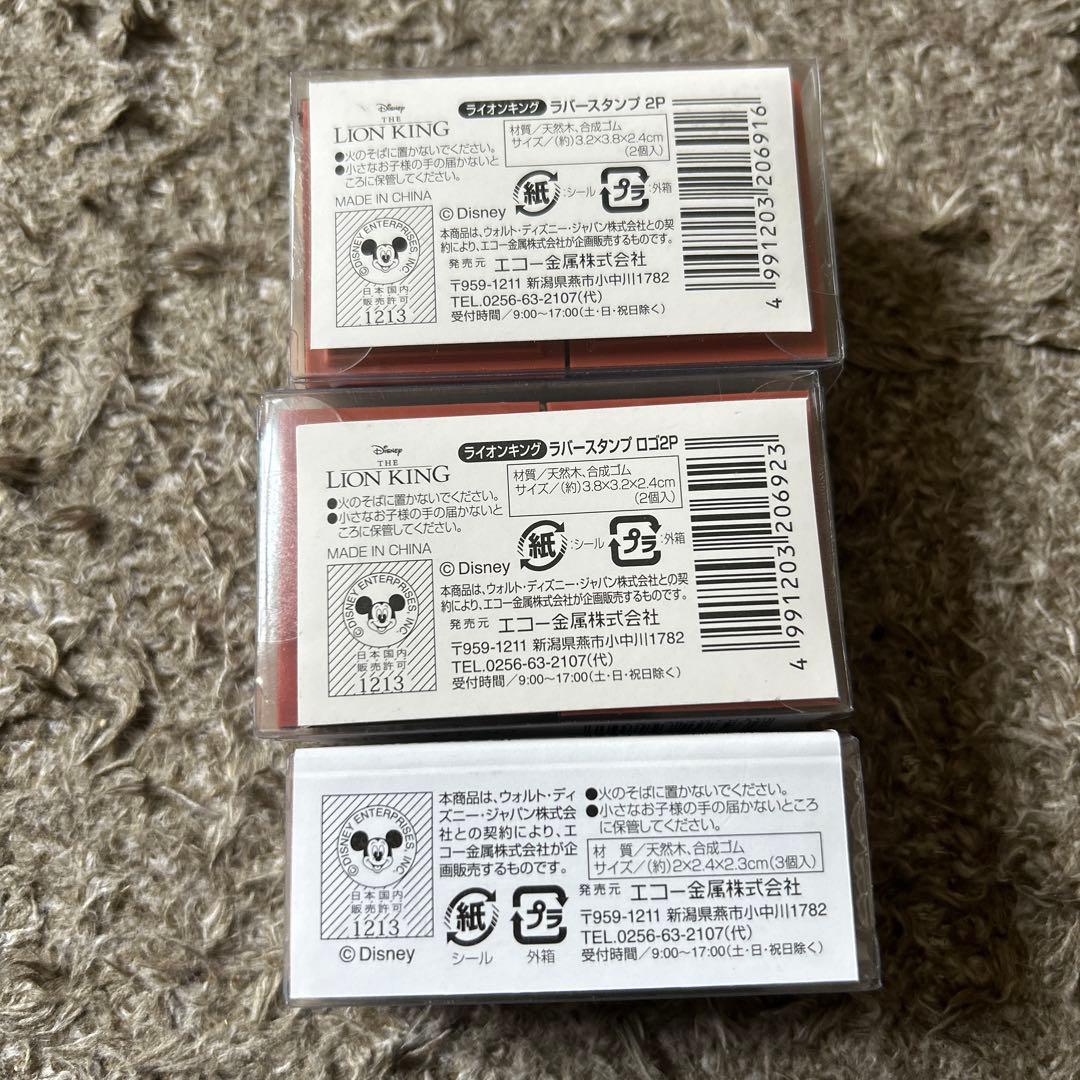 Disney
THE
LION KING
ライオンキング ラバースタンプ 2P
材質/天然木、合成ゴム
サイズ/(約)3.2×3.8×2.4cm
(2個入)
●火のそばに置かないでください。
●小さなお子様の手の届かないと
ころに保管してください。
MADE IN CHINA
紙 :シール プラ :外箱
© Disney
©DISNEY ENTERPRISES, INC.
日本国内
販売許可
1213
本商品は、ウォルト・ディズニー・ジャパン株式会社との契
約により、エコー金属株式会社が企画販売するものです。
発売元 エコー金属株式会社
〒959-1211 新潟県燕市小中川1782
TEL.0256-63-2107(代)
受付時間/9:00~17:00(土・日・祝日除く)
4 991203 206916
Disney
THE
LION KING
ライオンキング ラバースタンプ ロゴ2P
材質/天然木、合成ゴム
サイズ/(約)3.8×3.2×2.4cm
(2個入)
●火のそばに置かないでください。
●小さなお子様の手の届かないとこ
ろに保管してください。
MADE IN CHINA
紙 :シール プラ :外箱
© Disney
©DISNEY ENTERPRISES, INC.
日本国内
販売許可
1213
本商品は、ウォルト・ディズニー・ジャパン株式会社との契
約により、エコー金属株式会社が企画販売するものです。
発売元 エコー金属株式会社
〒959-1211 新潟県燕市小中川1782
TEL.0256-63-2107(代)
受付時間/9:00~17:00(土・日・祝日除く)
4 991203 206923
©DISNEY ENTERPRISES, INC.
日本国内
販売許可
1213
© Disney
本商品は、ウォルト・ディ
ズニー・ジャパン株式会
社との契約により、エ
コー金属株式会社が企
画販売するものです。
紙 プラ
シール 外箱
●火のそばに置かないでください。
●小さなお子様の手の届かないところ
に保管してください。
材 質/天然木、合成ゴム
サイズ/(約)2×2.4×2.3cm(3個入)
発売元 エコー金属株式会社
〒959-1211 新潟県燕市小中川1782
TEL.0256-63-2107(代)
受付時間/9:00~17:00(土・日・祝日除く)